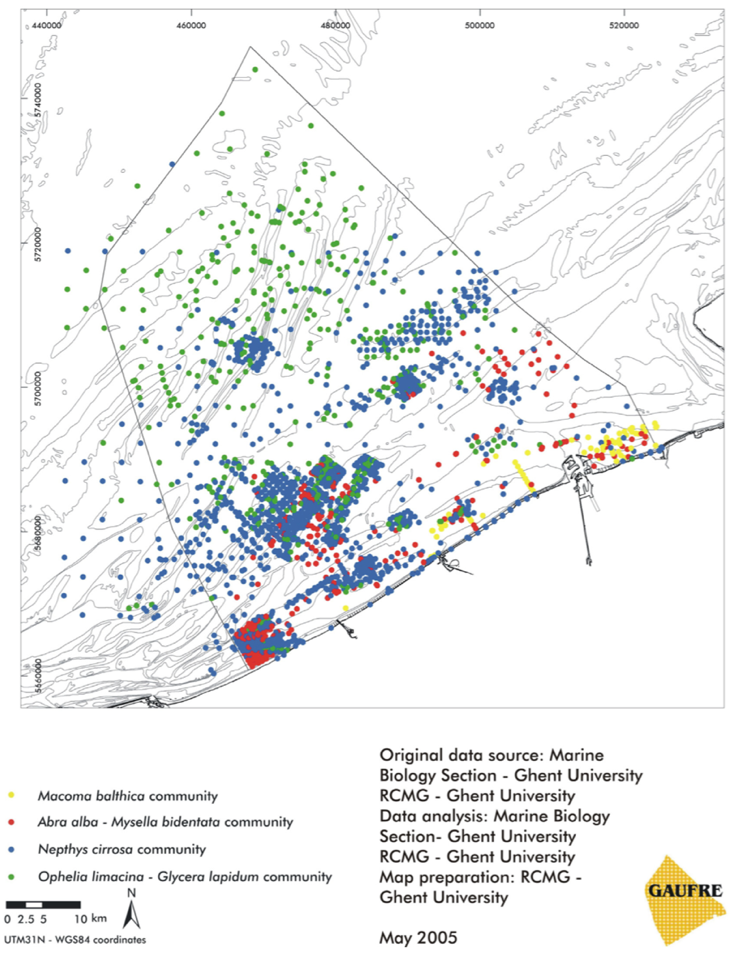 440000
460000
480000
500000
520000
5740000
5720000
5700000
5680000
5660000
Macoma balthica community
Abra alba - Mysella bidentata community
Nepthys cirrosa community
Ophelia limacina - Glycera lapidum community
N
0 2.5 5 10 km
UTM31N - WGS84 coordinates
Original data source: Marine
Biology Section - Ghent University
RCMG - Ghent University
Data analysis: Marine Biology
Section- Ghent University
RCMG - Ghent University
Map preparation: RCMG -
Ghent University
May 2005
GAUFRE